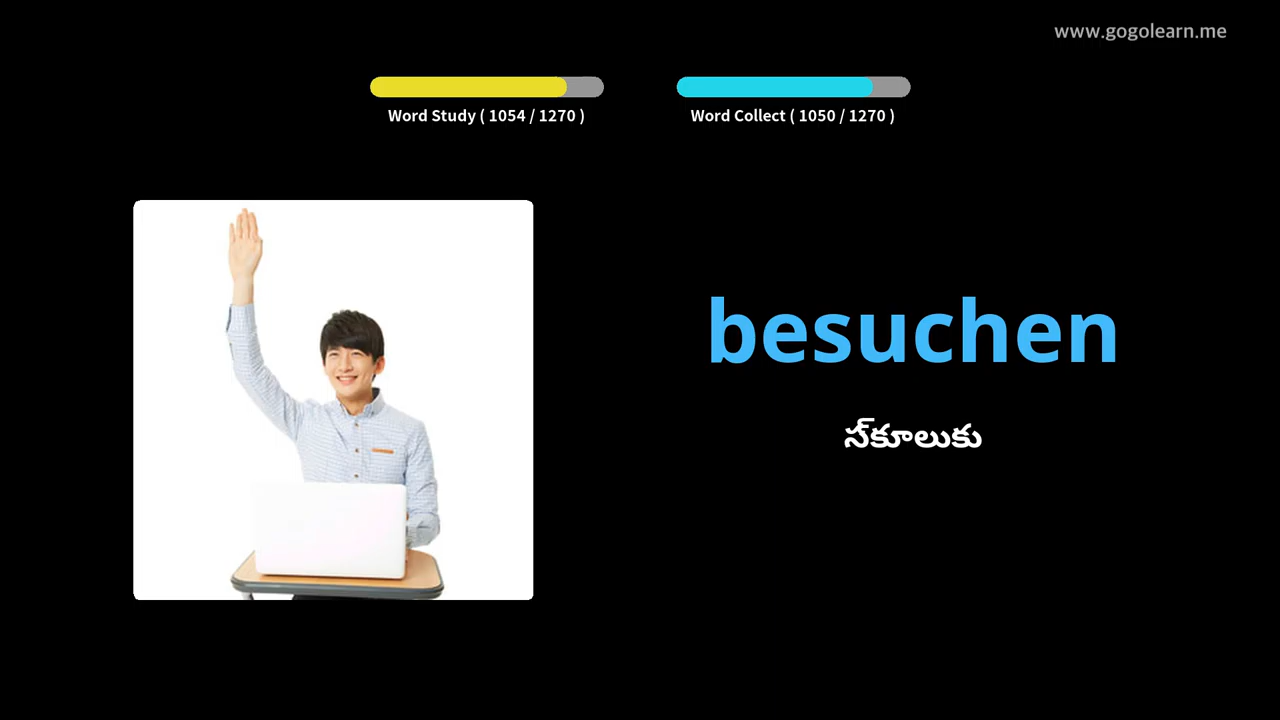 www.gogolearn.me
Word Study ( 1054 / 1270 )
Word Collect ( 1050 / 1270 )
besuchen
స్‌కూలుకు